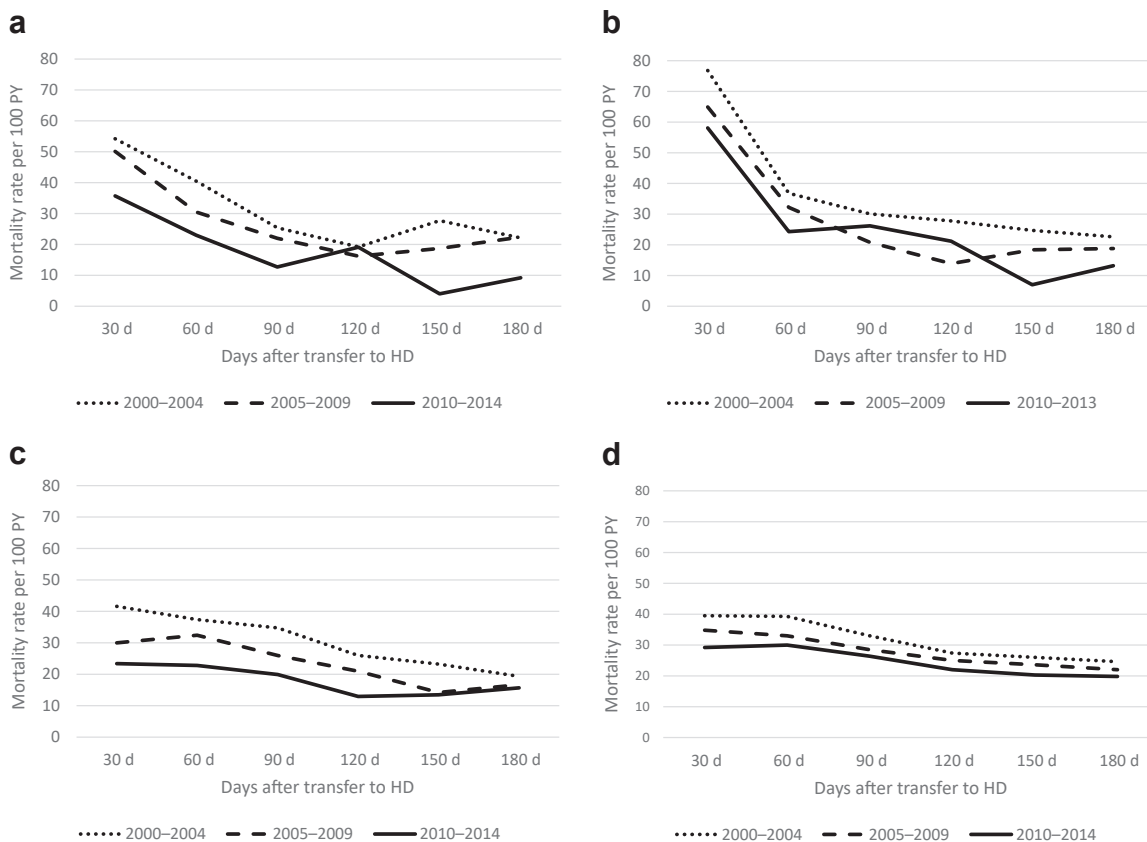 a
Mortality rate per 100 PY
80
70
60
50
40
30
20
10
0
30 d 60 d 90 d 120 d 150 d 180 d
Days after transfer to HD
2000–2004 2005–2009 2010–2014
b
Mortality rate per 100 PY
80
70
60
50
40
30
20
10
0
30 d 60 d 90 d 120 d 150 d 180 d
Days after transfer to HD
2000–2004 2005–2009 2010–2013
c
Mortality rate per 100 PY
80
70
60
50
40
30
20
10
0
30 d 60 d 90 d 120 d 150 d 180 d
Days after transfer to HD
2000–2004 2005–2009 2010–2014
d
Mortality rate per 100 PY
80
70
60
50
40
30
20
10
0
30 d 60 d 90 d 120 d 150 d 180 d
Days after transfer to HD
2000–2004 2005–2009 2010–2014